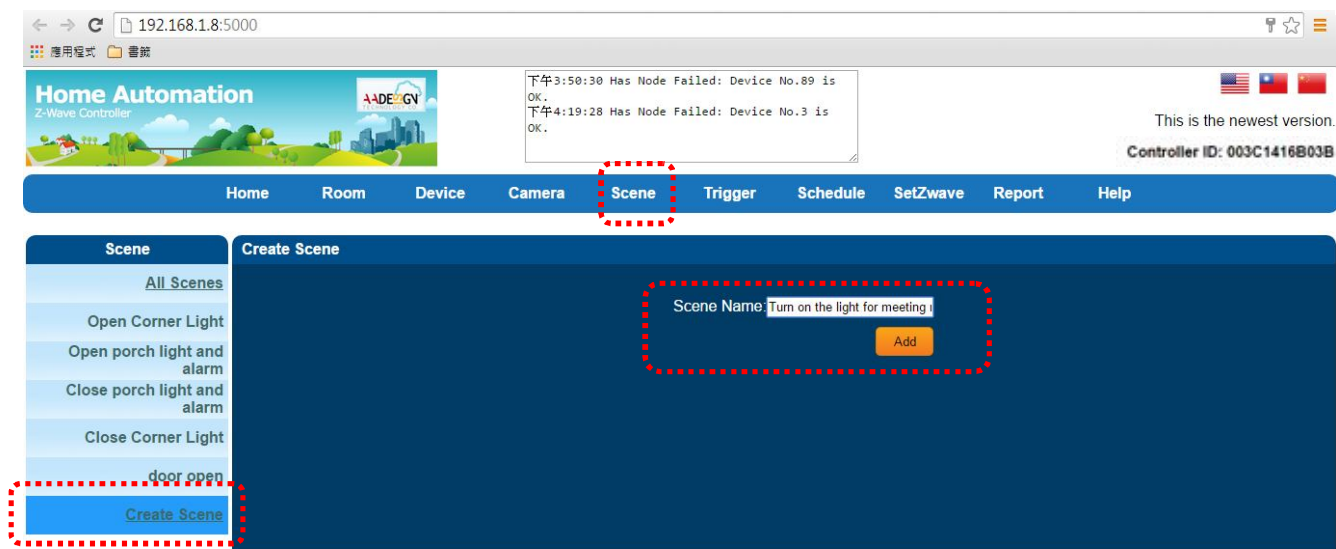 192.168.1.8:5000
應用程式 書籤
Home Automation
Z-Wave Controller
下午3:50:30 Has Node Failed: Device No.89 is
OK.
下午4:19:28 Has Node Failed: Device No.3 is
OK.
This is the newest version.
Controller ID: 003C1416B03B
Home Room Device Camera Scene Trigger Schedule SetZwave Report Help
Scene
All Scenes
Open Corner Light
Open porch light and
alarm
Close porch light and
alarm
Close Corner Light
door open
Create Scene
Create Scene
Scene Name: Turn on the light for meeting
Add